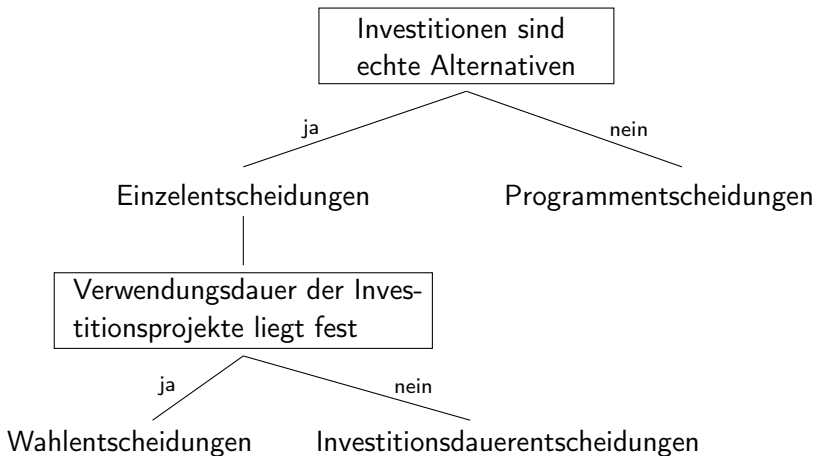 Investitionen sind
echte Alternativen
ja
nein
Einzelentscheidungen
Programmentscheidungen
Verwendungsdauer der Inves-
titionsprojekte liegt fest
ja
nein
Wahlentscheidungen
Investitionsdauerentscheidungen